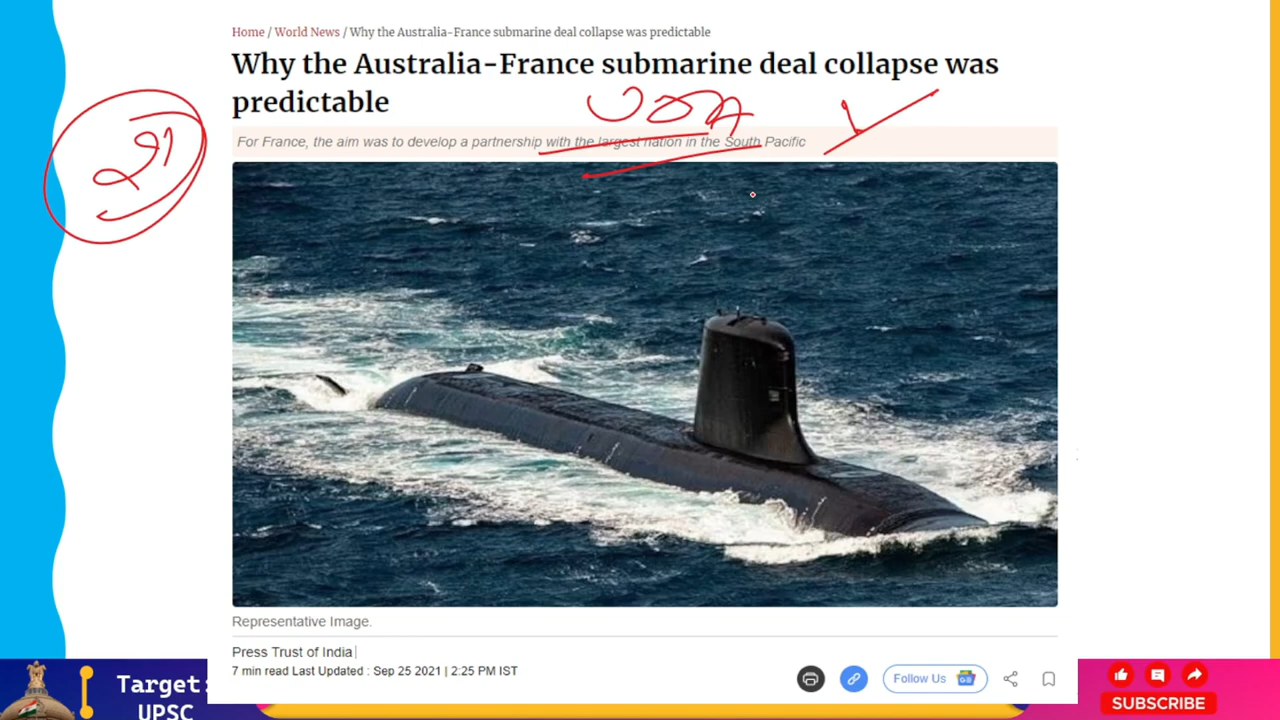 Home / World News / Why the Australia-France submarine deal collapse was predictable
Why the Australia-France submarine deal collapse was
predictable
USA
For France, the aim was to develop a partnership with the largest nation in the South Pacific
Representative Image.
Press Trust of India
7 min read Last Updated : Sep 25 2021 | 2:25 PM IST
Follow Us
Target:
UPSC
SUBSCRIBE